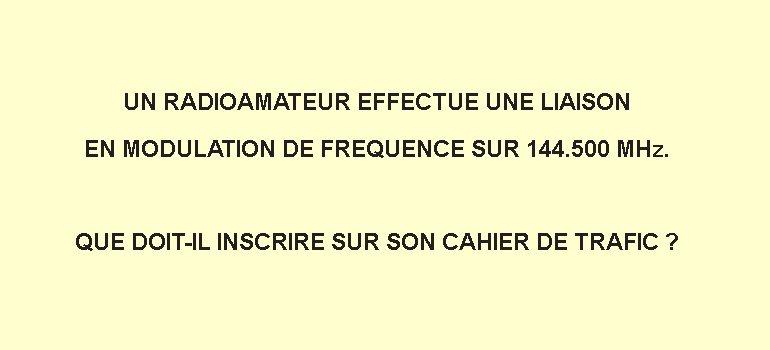 UN RADIOAMATEUR EFFECTUE UNE LIAISON
EN MODULATION DE FREQUENCE SUR 144.500 MHz.
QUE DOIT-IL INSCRIRE SUR SON CAHIER DE TRAFIC ?